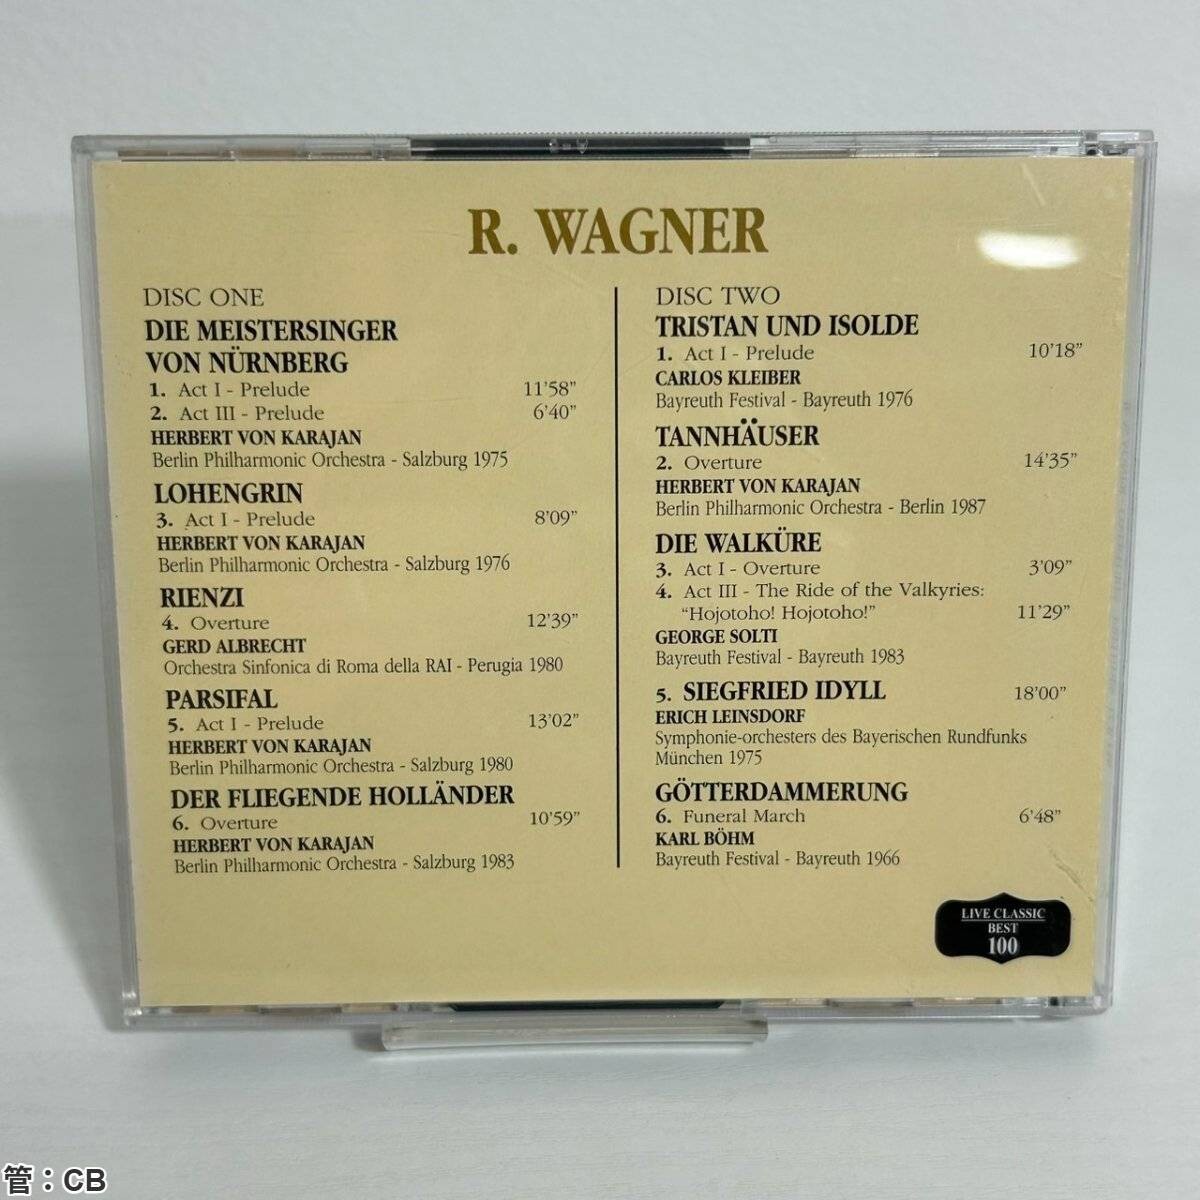 R. WAGNER
DISC ONE
DIE MEISTERSINGER
VON NÜRNBERG
1. Act I - Prelude 11'58"
2. Act III - Prelude 6'40"
HERBERT VON KARAJAN
Berlin Philharmonic Orchestra - Salzburg 1975
LOHENGRIN
3. Act I - Prelude 8'09"
HERBERT VON KARAJAN
Berlin Philharmonic Orchestra - Salzburg 1976
RIENZI
4. Overture 12'39"
GERD ALBRECHT
Orchestra Sinfonica di Roma della RAI - Perugia 1980
PARSIFAL
5. Act I - Prelude 13'02"
HERBERT VON KARAJAN
Berlin Philharmonic Orchestra - Salzburg 1980
DER FLIEGENDE HOLLÄNDER
6. Overture 10'59"
HERBERT VON KARAJAN
Berlin Philharmonic Orchestra - Salzburg 1983
DISC TWO
TRISTAN UND ISOLDE
1. Act I - Prelude 10'18"
CARLOS KLEIBER
Bayreuth Festival - Bayreuth 1976
TANNHÄUSER
2. Overture 14'35"
HERBERT VON KARAJAN
Berlin Philharmonic Orchestra - Berlin 1987
DIE WALKÜRE
3. Act I - Overture 3'09"
4. Act III - The Ride of the Valkyries:
"Hojotoho! Hojotoho!" 11'29"
GEORGE SOLTI
Bayreuth Festival - Bayreuth 1983
5. SIEGFRIED IDYLL 18'00"
ERICH LEINSDORF
Symphonie-orchesters des Bayerischen Rundfunks
München 1975
GÖTTERDAMMERUNG
6. Funeral March 6'48"
KARL BÖHM
Bayreuth Festival - Bayreuth 1966
LIVE CLASSIC
BEST
100
管：CB